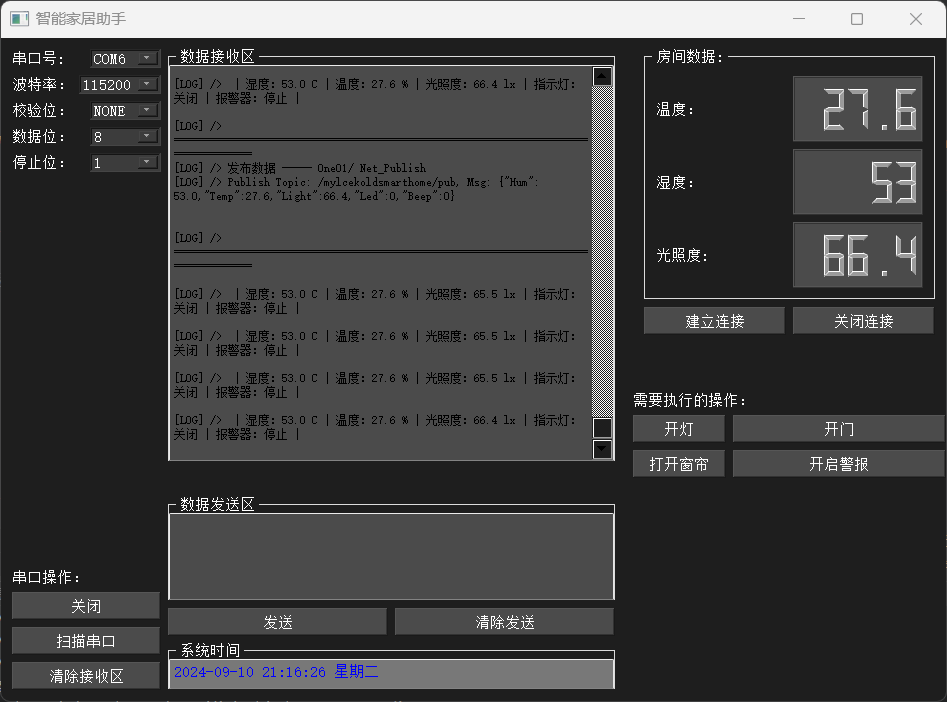 智能家居助手
串口号： COM6
波特率： 115200
校验位： NONE
数据位： 8
停止位： 1
数据接收区
[LOG] /> | 湿度：53.0 C | 温度：27.6 % | 光照度：66.4 lx | 指示灯：
关闭 | 报警器：停止 |
[LOG] />
[LOG] /> 发布数据 ———— One01/ Net_Publish
[LOG] /> Publish Topic: /mylcekoldsmarthome/pub, Msg: {"Hum":
53.0,"Temp":27.6,"Light":66.4,"Led":0,"Beep":0}
[LOG] />
[LOG] /> | 湿度：53.0 C | 温度：27.6 % | 光照度：65.5 lx | 指示灯：
关闭 | 报警器：停止 |
[LOG] /> | 湿度：53.0 C | 温度：27.6 % | 光照度：65.5 lx | 指示灯：
关闭 | 报警器：停止 |
[LOG] /> | 湿度：53.0 C | 温度：27.6 % | 光照度：65.5 lx | 指示灯：
关闭 | 报警器：停止 |
[LOG] /> | 湿度：53.0 C | 温度：27.6 % | 光照度：66.4 lx | 指示灯：
关闭 | 报警器：停止 |
房间数据：
温度： 27.6
湿度： 53
光照度： 66.4
建立连接 关闭连接
需要执行的操作：
开灯 开门
打开窗帘 开启警报
数据发送区
发送 清除发送
系统时间
2024-09-10 21:16:26 星期二
串口操作：
关闭
扫描串口
清除接收区